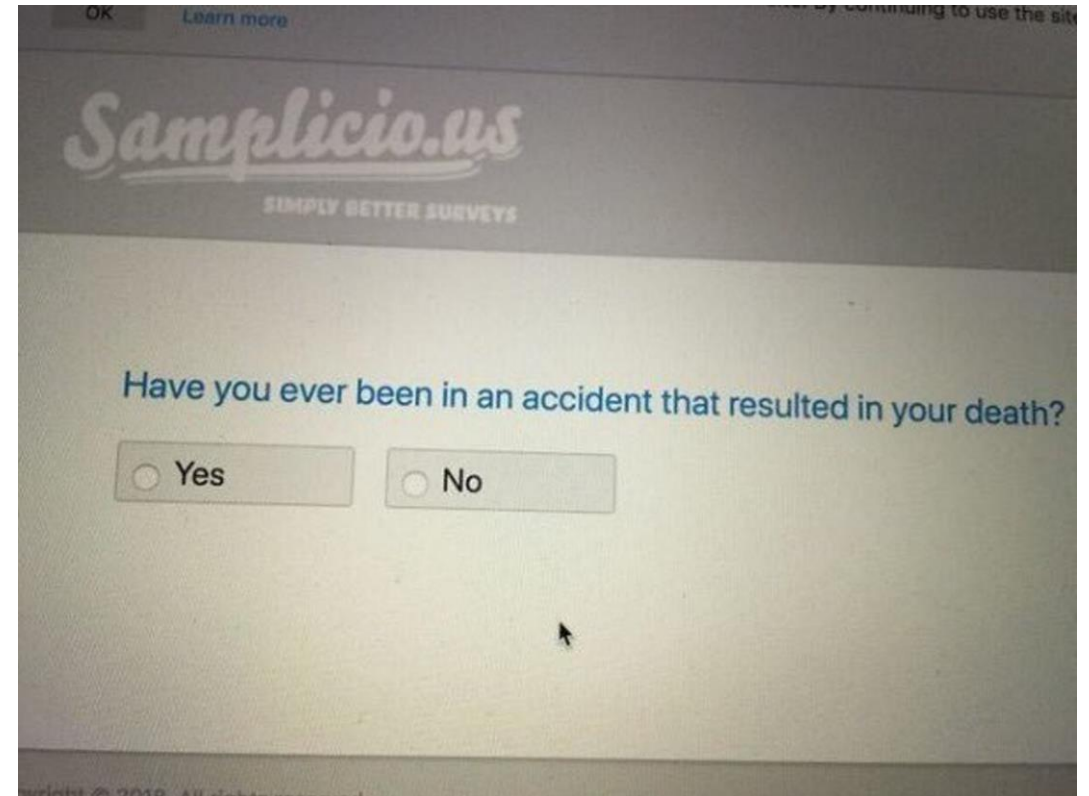 OK
Learn more
continuing to use the site
Samplicio.us
SIMPLY BETTER SURVEYS
Have you ever been in an accident that resulted in your death?
Yes
No